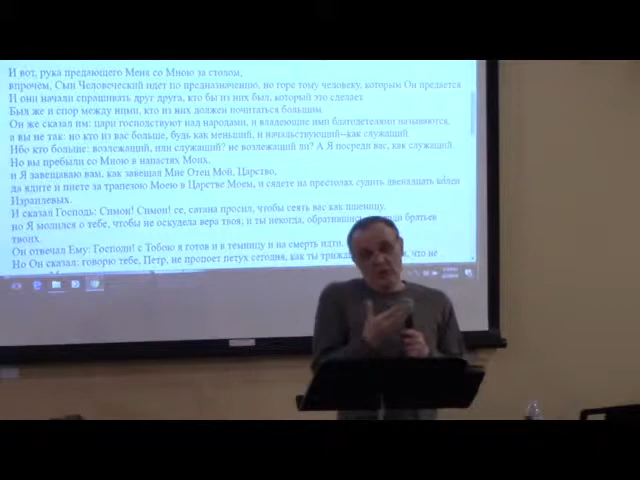 И вот, рука предающего Меня со Мною за столом,
впрочем, Сын Человеческий идет по предназначению, но горе тому человеку, которым Он предается
И они начали спрашивать друг друга, кто бы из них был, который это сделает.
Был же и спор между ними, кто из них должен почитаться большим.
Он же сказал им: цари господствуют над народами, и владеющие ими благодетелями называются,
а вы не так: но кто из вас больше, будь как меньший, и начальствующий--как служащий.
Ибо кто больше: возлежащий, или служащий? не возлежащий ли? А Я посреди вас, как служащий.
Но вы пребыли со Мною в напастях Моих,
и Я завещаваю вам, как завещал Мне Отец Мой, Царство,
да ядите и пиете за трапезою Моею в Царстве Моем, и сядете на престолах судить двенадцать колен
Израилевых.
И сказал Господь: Симон! Симон! се, сатана просил, чтобы сеять вас как пшеницу,
но Я молился о тебе, чтобы не оскудела вера твоя; и ты некогда, обратившись, братьев
твоих.
Он отвечал Ему: Господи! с Тобою я готов и в темницу и на смерть идти.
Но Он сказал: говорю тебе, Петр, не пропоет петух сегодня, как ты что не